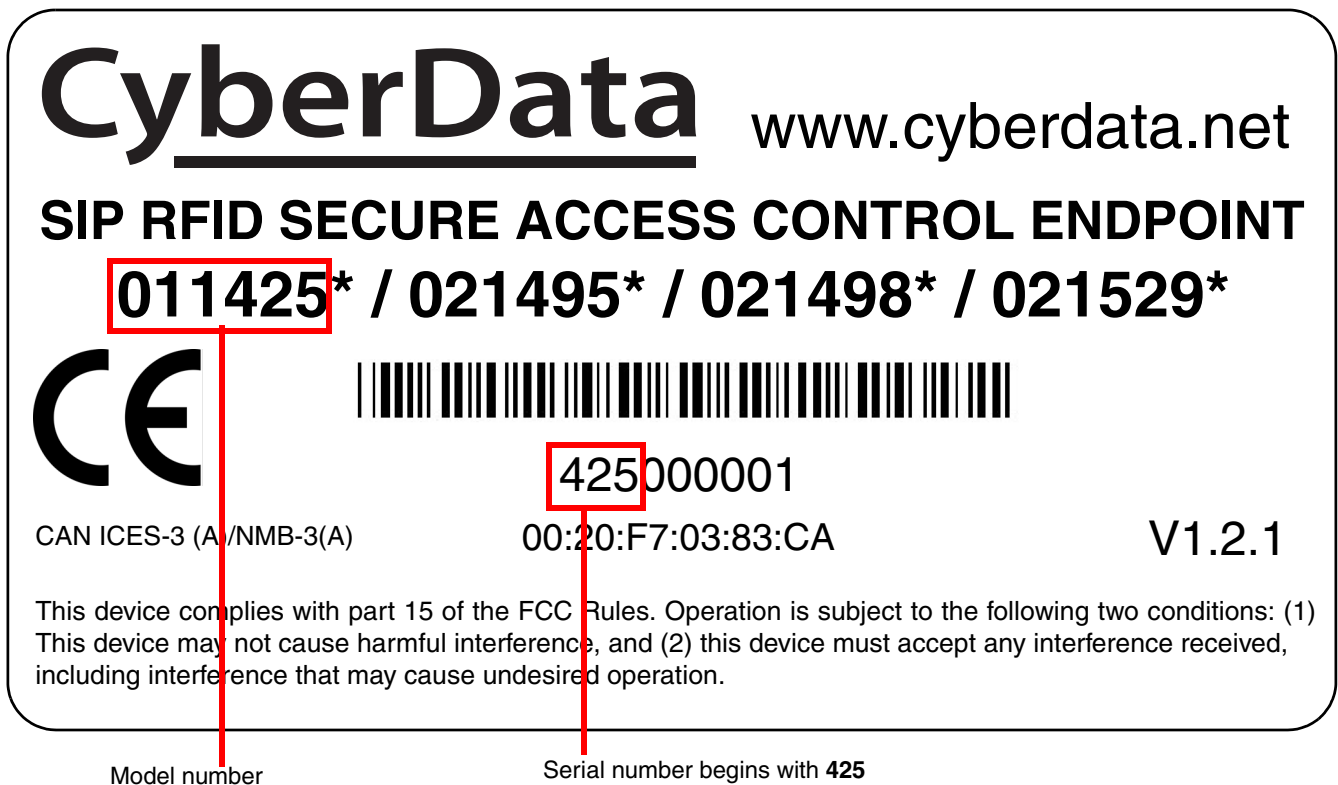 CyberData www.cyberdata.net
SIP RFID SECURE ACCESS CONTROL ENDPOINT
011425* / 021495* / 021498* / 021529*
CE
425000001
CAN ICES-3 (A)/NMB-3(A) 00:20:F7:03:83:CA V1.2.1
This device complies with part 15 of the FCC Rules. Operation is subject to the following two conditions: (1)
This device may not cause harmful interference, and (2) this device must accept any interference received,
including interference that may cause undesired operation.
Model number Serial number begins with 425